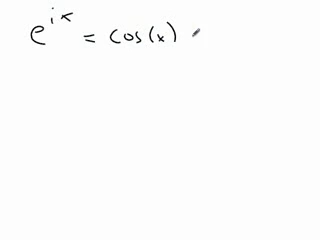 e^{ix} = cos(x)